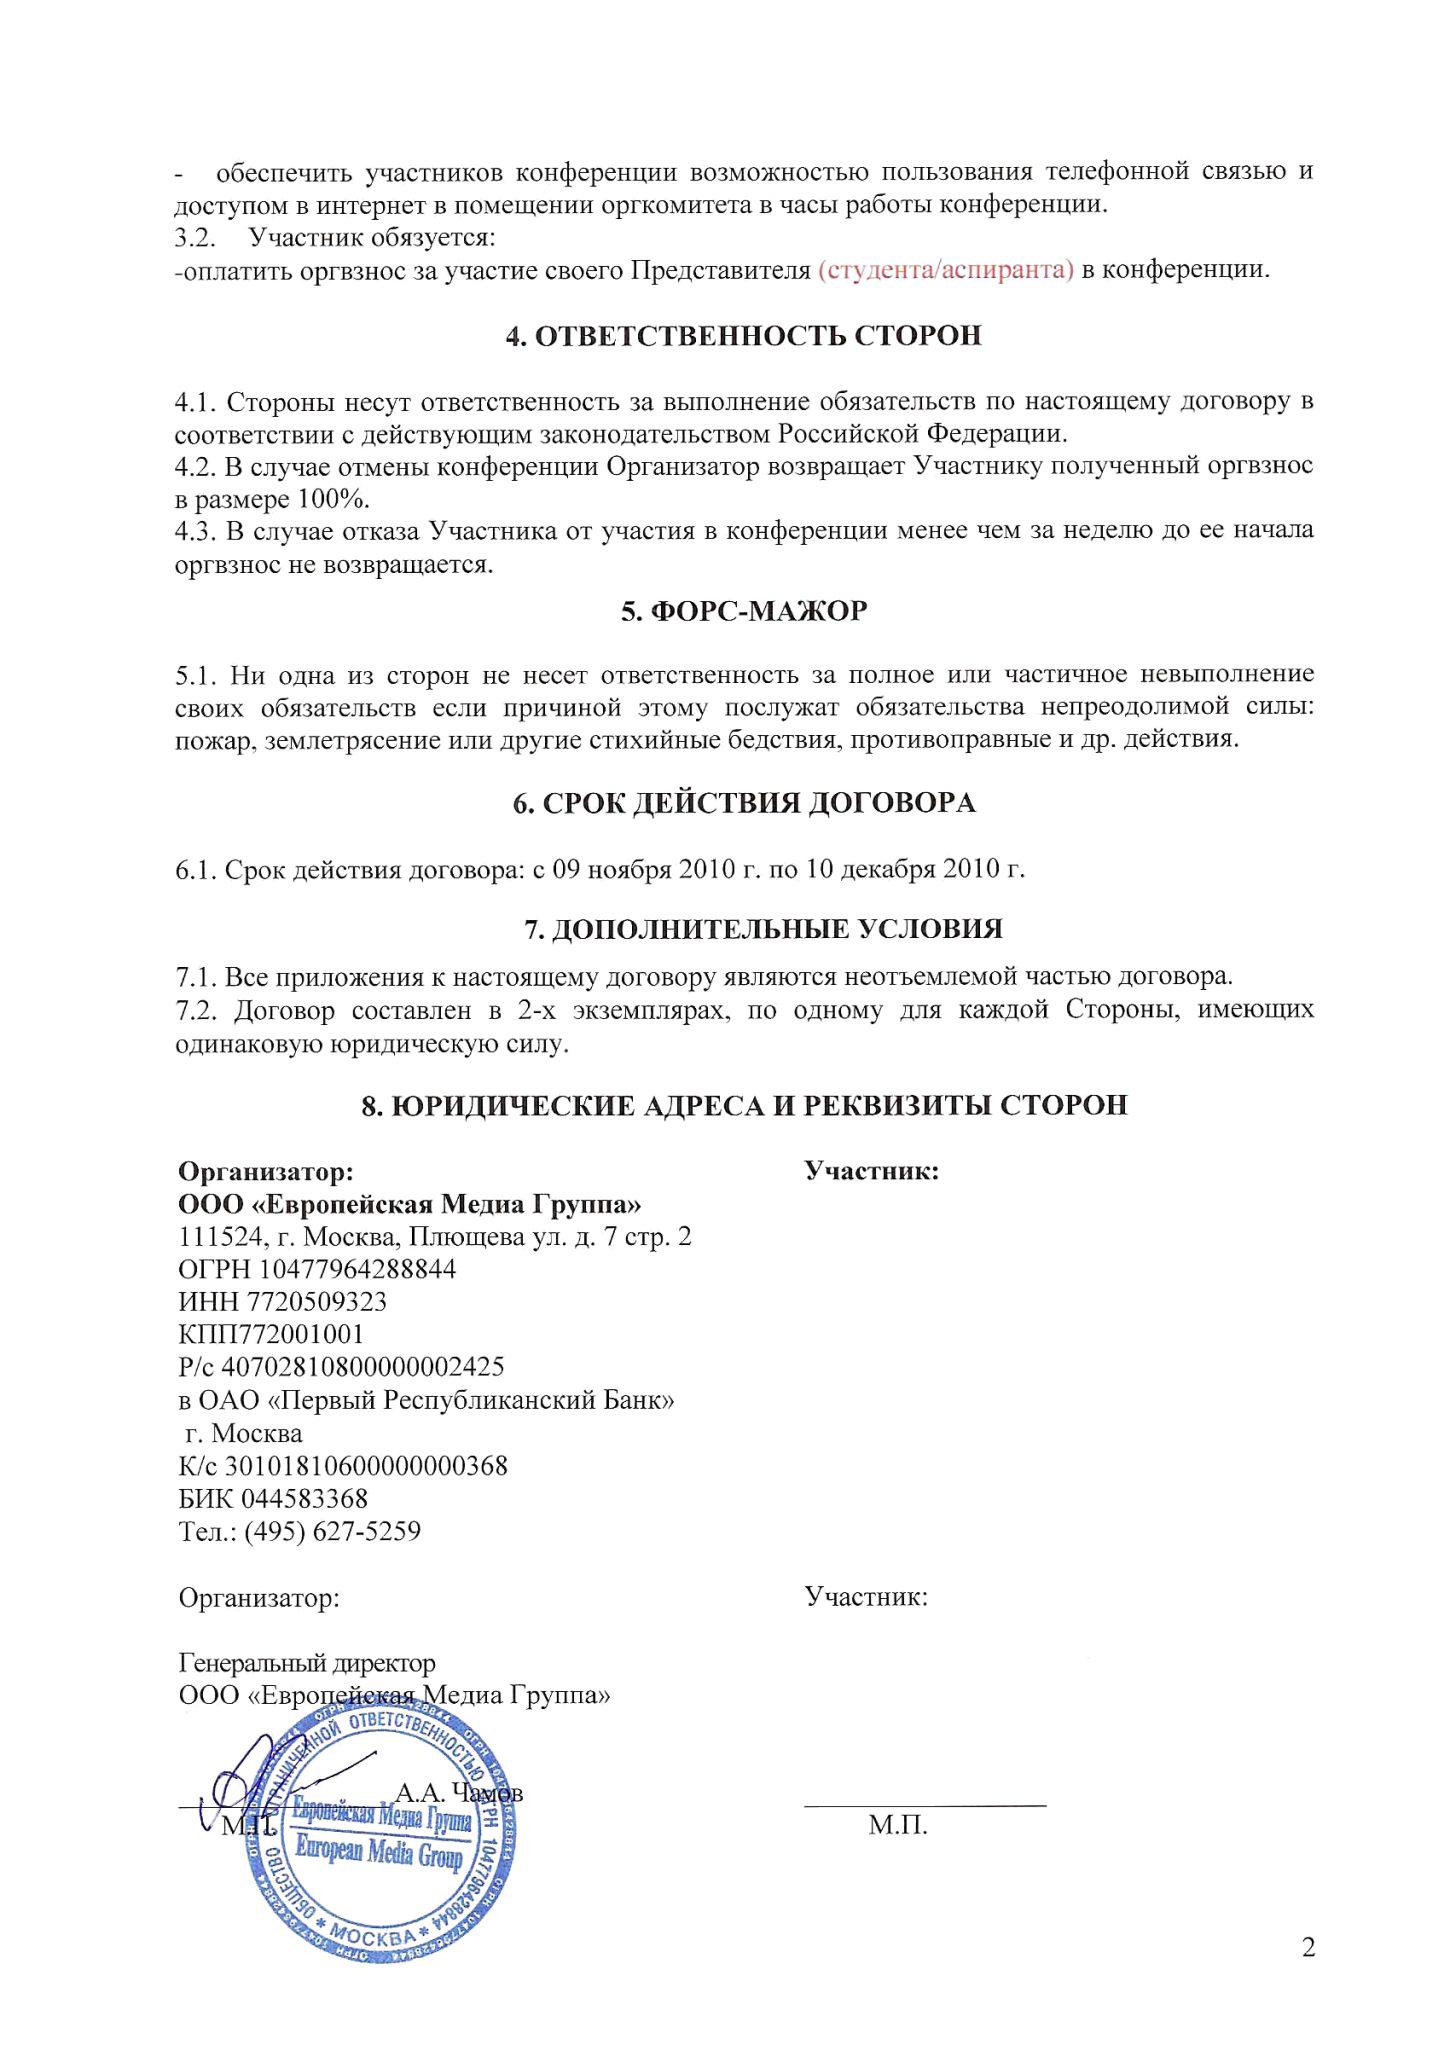 - обеспечить участников конференции возможностью пользования телефонной связью и
доступом в интернет в помещении оргкомитета в часы работы конференции.
3.2. Участник обязуется:
-оплатить оргвзнос за участие своего Представителя (студента/аспиранта) в конференции.
4. ОТВЕТСТВЕННОСТЬ СТОРОН
4.1. Стороны несут ответственность за выполнение обязательств по настоящему договору в
соответствии с действующим законодательством Российской Федерации.
4.2. В случае отмены конференции Организатор возвращает Участнику полученный оргвзнос
в размере 100%.
4.3. В случае отказа Участника от участия в конференции менее чем за неделю до ее начала
оргвзнос не возвращается.
5. ФОРС-МАЖОР
5.1. Ни одна из сторон не несет ответственность за полное или частичное невыполнение
своих обязательств если причиной этому послужат обязательства непреодолимой силы:
пожар, землетрясение или другие стихийные бедствия, противоправные и др. действия.
6. СРОК ДЕЙСТВИЯ ДОГОВОРА
6.1. Срок действия договора: с 09 ноября 2010 г. по 10 декабря 2010 г.
7. ДОПОЛНИТЕЛЬНЫЕ УСЛОВИЯ
7.1. Все приложения к настоящему договору являются неотъемлемой частью договора.
7.2. Договор составлен в 2-х экземплярах, по одному для каждой Стороны, имеющих
одинаковую юридическую силу.
8. ЮРИДИЧЕСКИЕ АДРЕСА И РЕКВИЗИТЫ СТОРОН
Организатор: Участник:
ООО «Европейская Медиа Группа»
111524, г. Москва, Плющева ул. д. 7 стр. 2
ОГРН 10477964288844
ИНН 7720509323
КПП772001001
Р/с 40702810800000002425
в ОАО «Первый Республиканский Банк»
г. Москва
К/с 30101810600000000368
БИК 044583368
Тел.: (495) 627-5259
Организатор: Участник:
Генеральный директор
ООО «Европейская Медиа Группа»
А.А. Чамов
М.П. М.П.
ОБЩЕСТВО С ОГРАНИЧЕННОЙ ОТВЕТСТВЕННОСТЬЮ ОГРН 1047796428844
Европейская Медиа Группа
European Media Group
* МОСКВА *
2